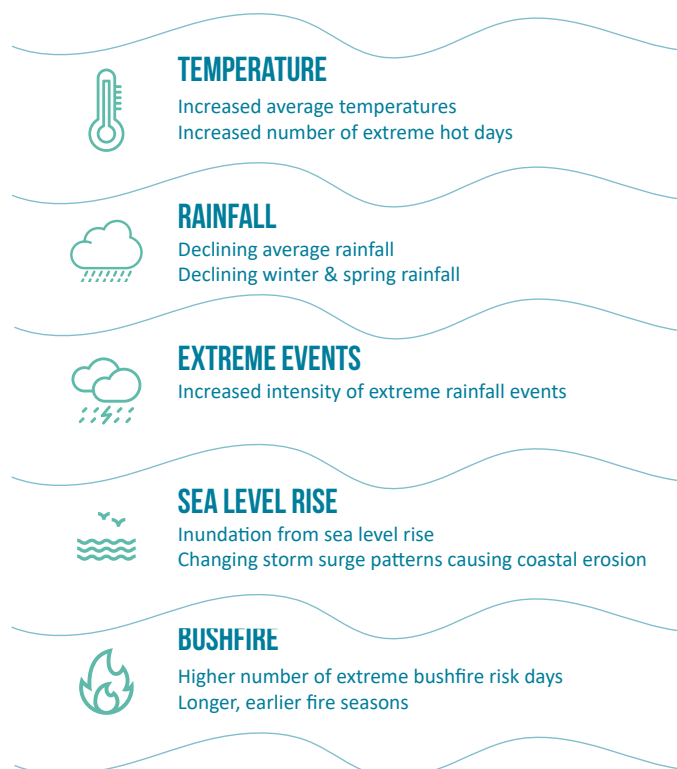 TEMPERATURE
Increased average temperatures
Increased number of extreme hot days
RAINFALL
Declining average rainfall
Declining winter & spring rainfall
EXTREME EVENTS
Increased intensity of extreme rainfall events
SEA LEVEL RISE
Inundation from sea level rise
Changing storm surge patterns causing coastal erosion
BUSHFIRE
Higher number of extreme bushfire risk days
Longer, earlier fire seasons